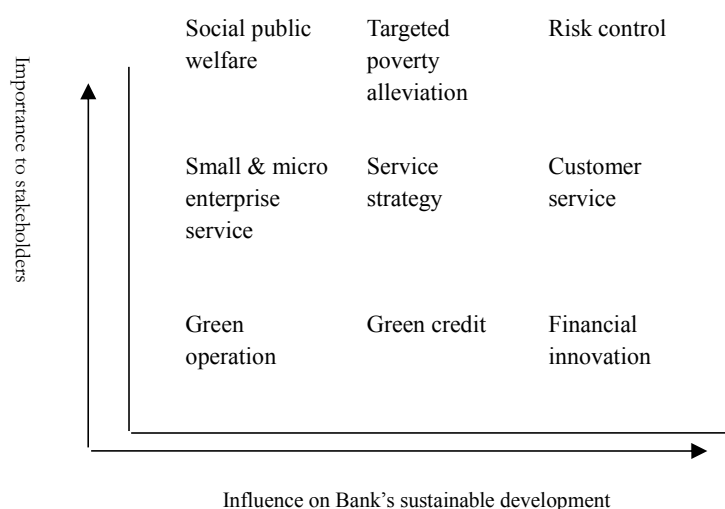 Social public
welfare
Targeted
poverty
alleviation
Risk control
Importance to stakeholders
Small & micro
enterprise
service
Service
strategy
Customer
service
Green
operation
Green credit
Financial
innovation
Influence on Bank’s sustainable development